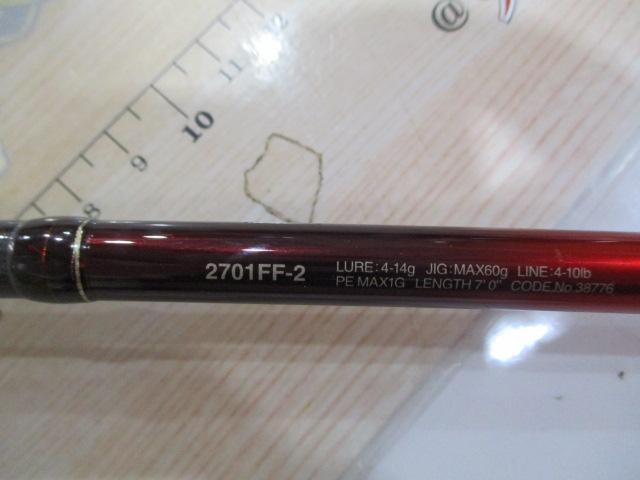 12
11
10
9
8
@
2701FF-2
LURE:4-14g JIG:MAX60g LINE:4-10lb
PE MAX1G LENGTH 7'0" CODE.No.38776